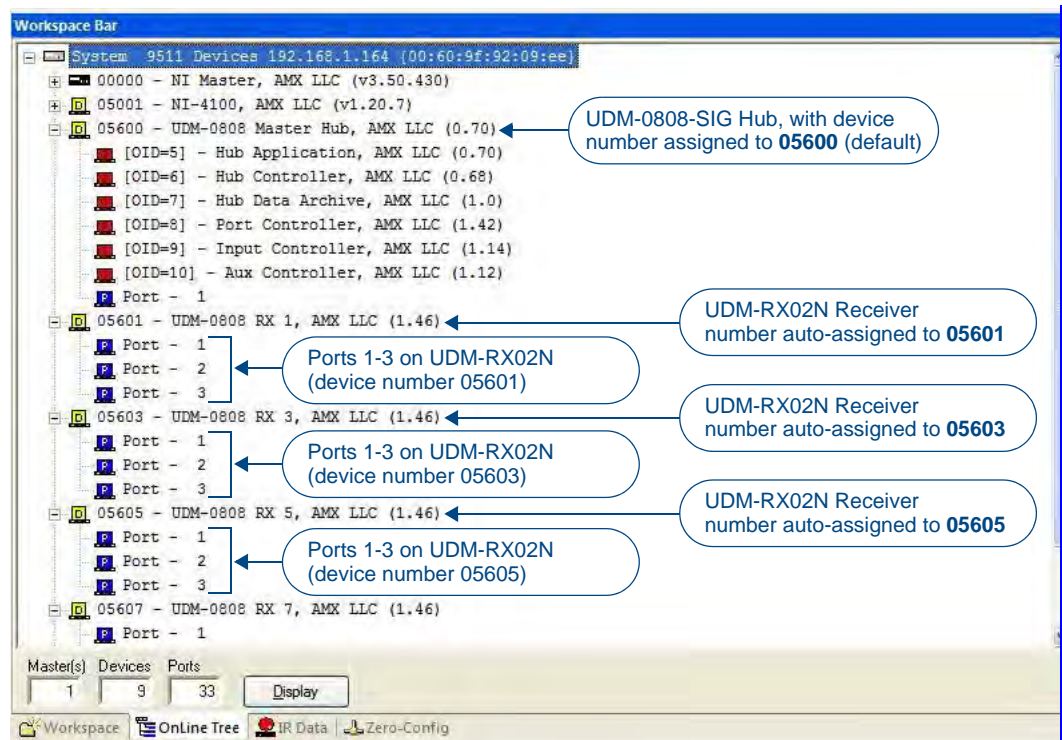 Workspace Bar
System 9511 Devices 192.168.1.164 (00:60:9f:92:09:ee)
00000 - NI Master, AMX LLC (v3.50.430)
05001 - NI-4100, AMX LLC (v1.20.7)
05600 - UDM-0808 Master Hub, AMX LLC (0.70)
UDM-0808-SIG Hub, with device
number assigned to 05600 (default)
[OID=5] - Hub Application, AMX LLC (0.70)
[OID=6] - Hub Controller, AMX LLC (0.68)
[OID=7] - Hub Data Archive, AMX LLC (1.0)
[OID=8] - Port Controller, AMX LLC (1.42)
[OID=9] - Input Controller, AMX LLC (1.14)
[OID=10] - Aux Controller, AMX LLC (1.12)
Port - 1
05601 - UDM-0808 RX 1, AMX LLC (1.46)
UDM-RX02N Receiver
number auto-assigned to 05601
Port - 1
Port - 2
Port - 3
Ports 1-3 on UDM-RX02N
(device number 05601)
05603 - UDM-0808 RX 3, AMX LLC (1.46)
UDM-RX02N Receiver
number auto-assigned to 05603
Port - 1
Port - 2
Port - 3
Ports 1-3 on UDM-RX02N
(device number 05603)
05605 - UDM-0808 RX 5, AMX LLC (1.46)
UDM-RX02N Receiver
number auto-assigned to 05605
Port - 1
Port - 2
Port - 3
Ports 1-3 on UDM-RX02N
(device number 05605)
05607 - UDM-0808 RX 7, AMX LLC (1.46)
Port - 1
Master(s) Devices Ports
1 9 33 Display
Workspace OnLine Tree IR Data Zero-Config